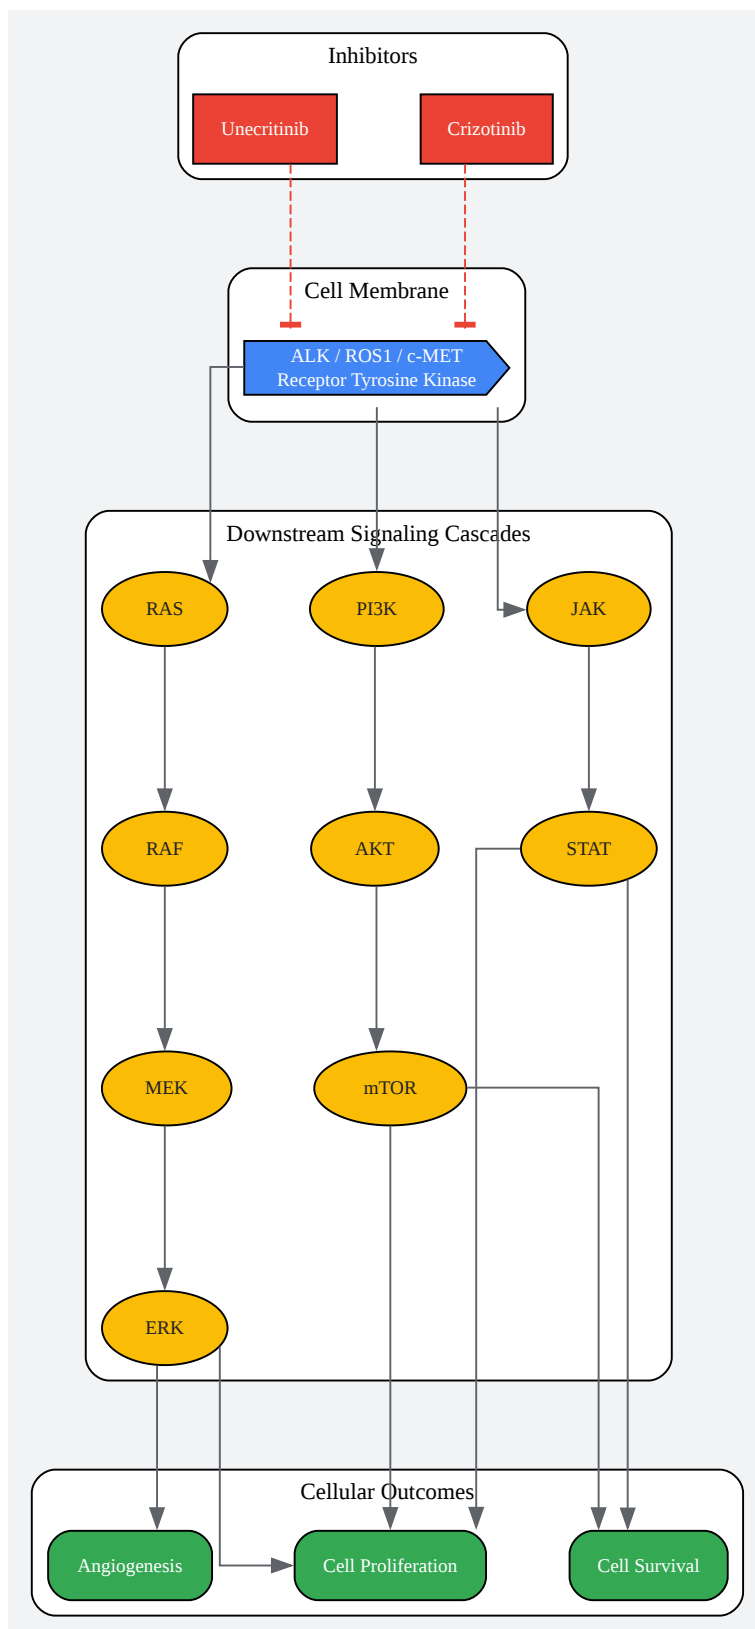 Inhibitors
Unecritinib
Crizotinib
Cell Membrane
ALK / ROS1 / c-MET
Receptor Tyrosine Kinase
Downstream Signaling Cascades
RAS
PI3K
JAK
RAF
AKT
STAT
MEK
mTOR
ERK
Cellular Outcomes
Angiogenesis
Cell Proliferation
Cell Survival